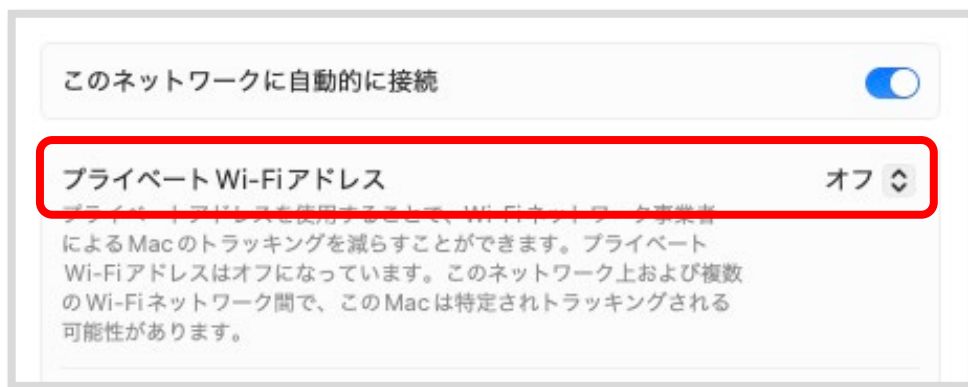 このネットワークに自動的に接続
プライベートWi-Fiアドレス オフ
プライベートアドレスを使用することで、Wi-Fiネットワーク事業者
によるMacのトラッキングを減らすことができます。プライベート
Wi-Fiアドレスはオフになっています。このネットワーク上および複数
のWi-Fiネットワーク間で、このMacは特定されトラッキングされる
可能性があります。